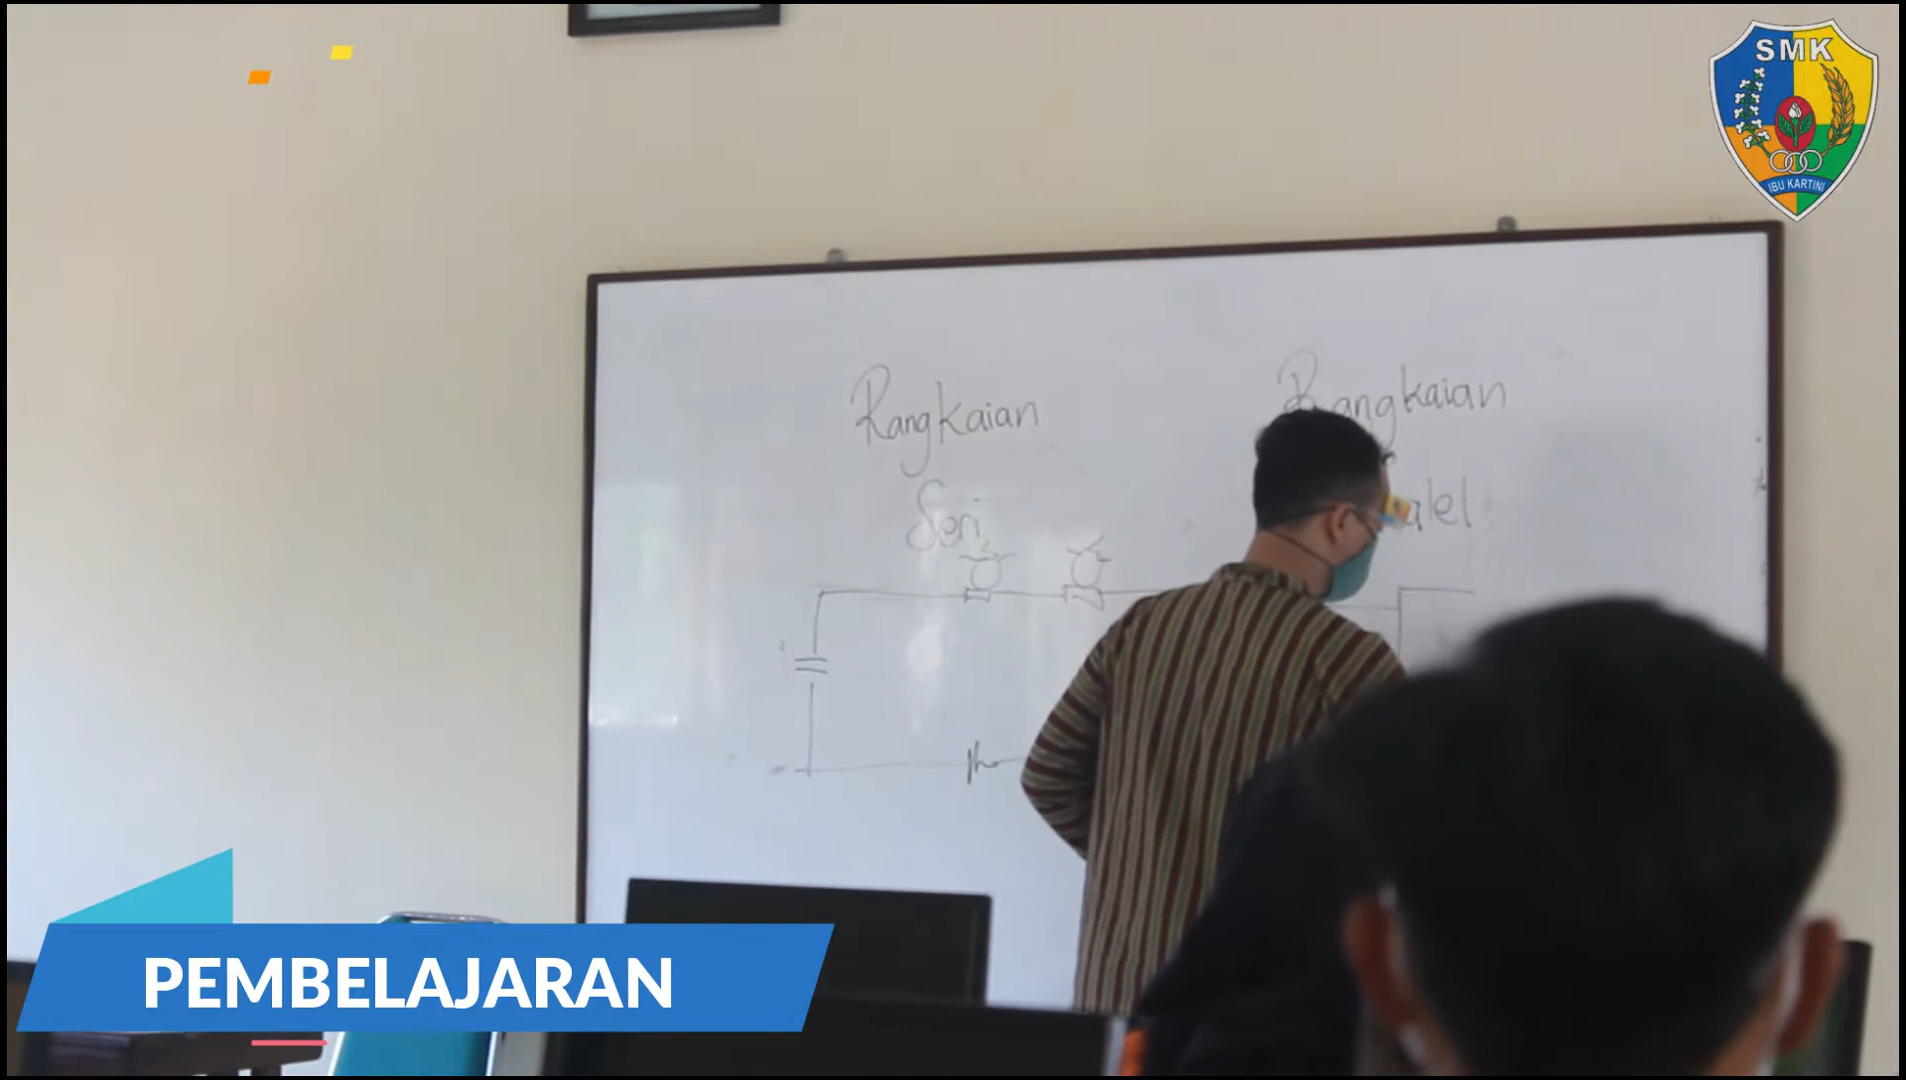 SMK
IBU KARTINI
Rangkaian
Seri
Rangkaian
PEMBELAJARAN